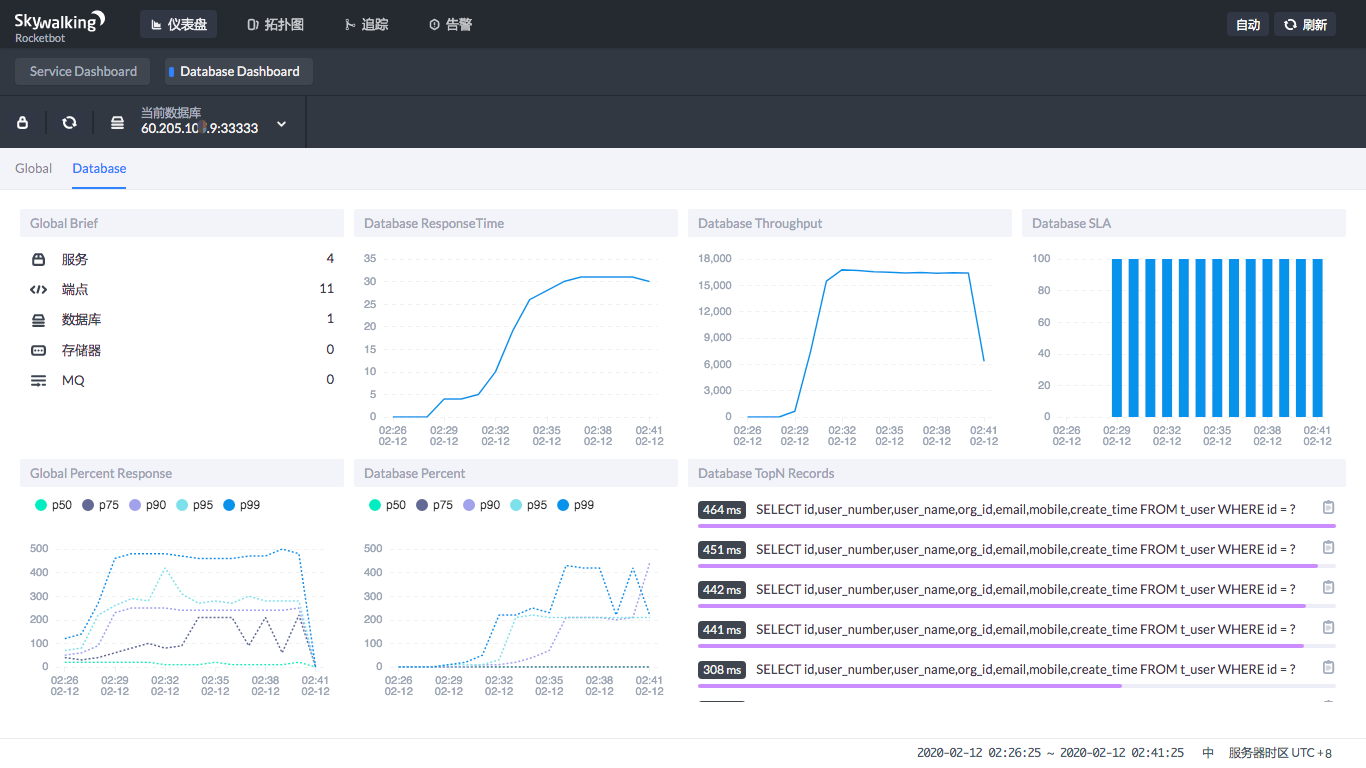 Skywalking
Rocketbot
仪表盘 拓扑图 追踪 告警 自动 刷新
Service Dashboard Database Dashboard
当前数据库
60.205.10 .9:33333
Global Database
Global Brief
服务 4
端点 11
数据库 1
存储器 0
MQ 0
Database ResponseTime
35
30
25
20
15
10
5
0
02:26 02:29 02:32 02:35 02:38 02:41
02-12 02-12 02-12 02-12 02-12 02-12
Database Throughput
18,000
15,000
12,000
9,000
6,000
3,000
0
02:26 02:29 02:32 02:35 02:38 02:41
02-12 02-12 02-12 02-12 02-12 02-12
Database SLA
100
80
60
40
20
0
02:26 02:29 02:32 02:35 02:38 02:41
02-12 02-12 02-12 02-12 02-12 02-12
Global Percent Response
p50 p75 p90 p95 p99
500
400
300
200
100
0
02:26 02:29 02:32 02:35 02:38 02:41
02-12 02-12 02-12 02-12 02-12 02-12
Database Percent
p50 p75 p90 p95 p99
500
400
300
200
100
0
02:26 02:29 02:32 02:35 02:38 02:41
02-12 02-12 02-12 02-12 02-12 02-12
Database TopN Records
464 ms SELECT id,user_number,user_name,org_id,email,mobile,create_time FROM t_user WHERE id = ?
451 ms SELECT id,user_number,user_name,org_id,email,mobile,create_time FROM t_user WHERE id = ?
442 ms SELECT id,user_number,user_name,org_id,email,mobile,create_time FROM t_user WHERE id = ?
441 ms SELECT id,user_number,user_name,org_id,email,mobile,create_time FROM t_user WHERE id = ?
308 ms SELECT id,user_number,user_name,org_id,email,mobile,create_time FROM t_user WHERE id = ?
2020-02-12 02:26:25 ~ 2020-02-12 02:41:25 中 服务器时区 UTC +8